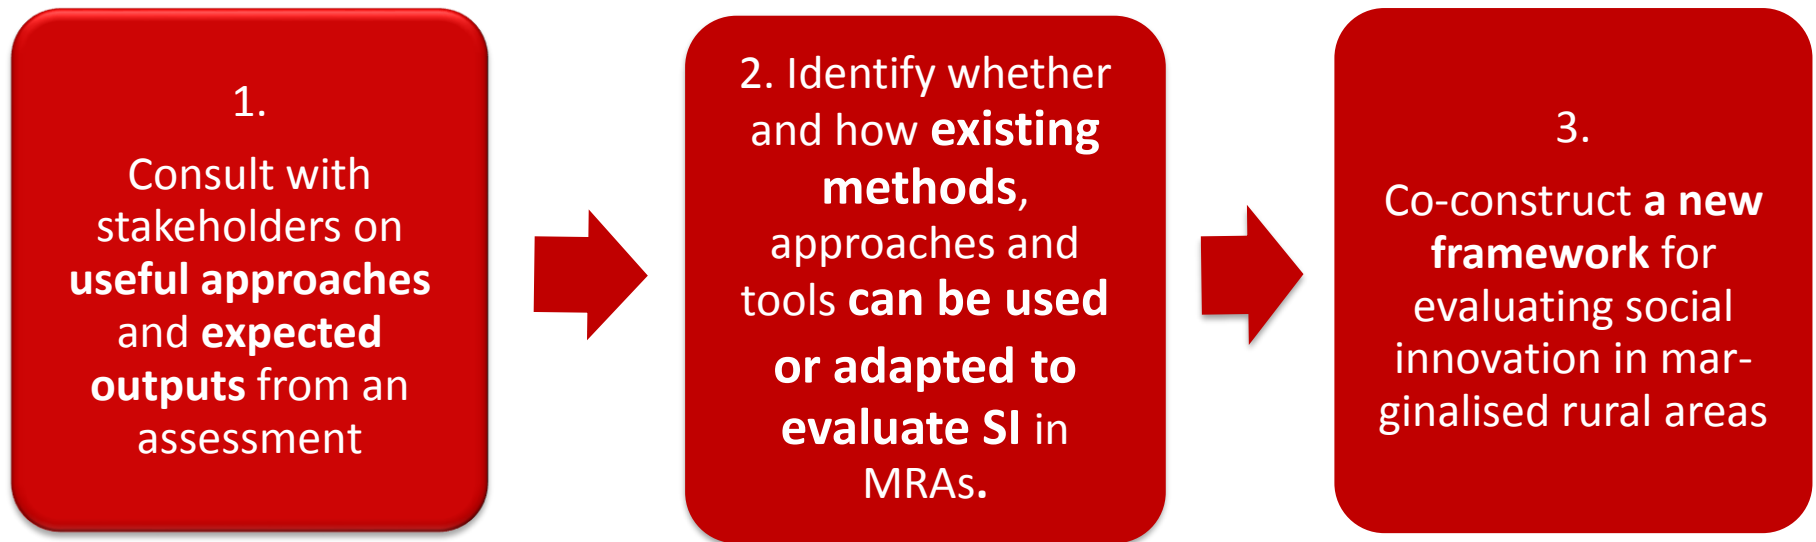 1.
Consult with
stakeholders on
useful approaches
and expected
outputs from an
assessment
2. Identify whether
and how existing
methods,
approaches and
tools can be used
or adapted to
evaluate SI in
MRAs.
3.
Co-construct a new
framework for
evaluating social
innovation in mar-
ginalised rural areas